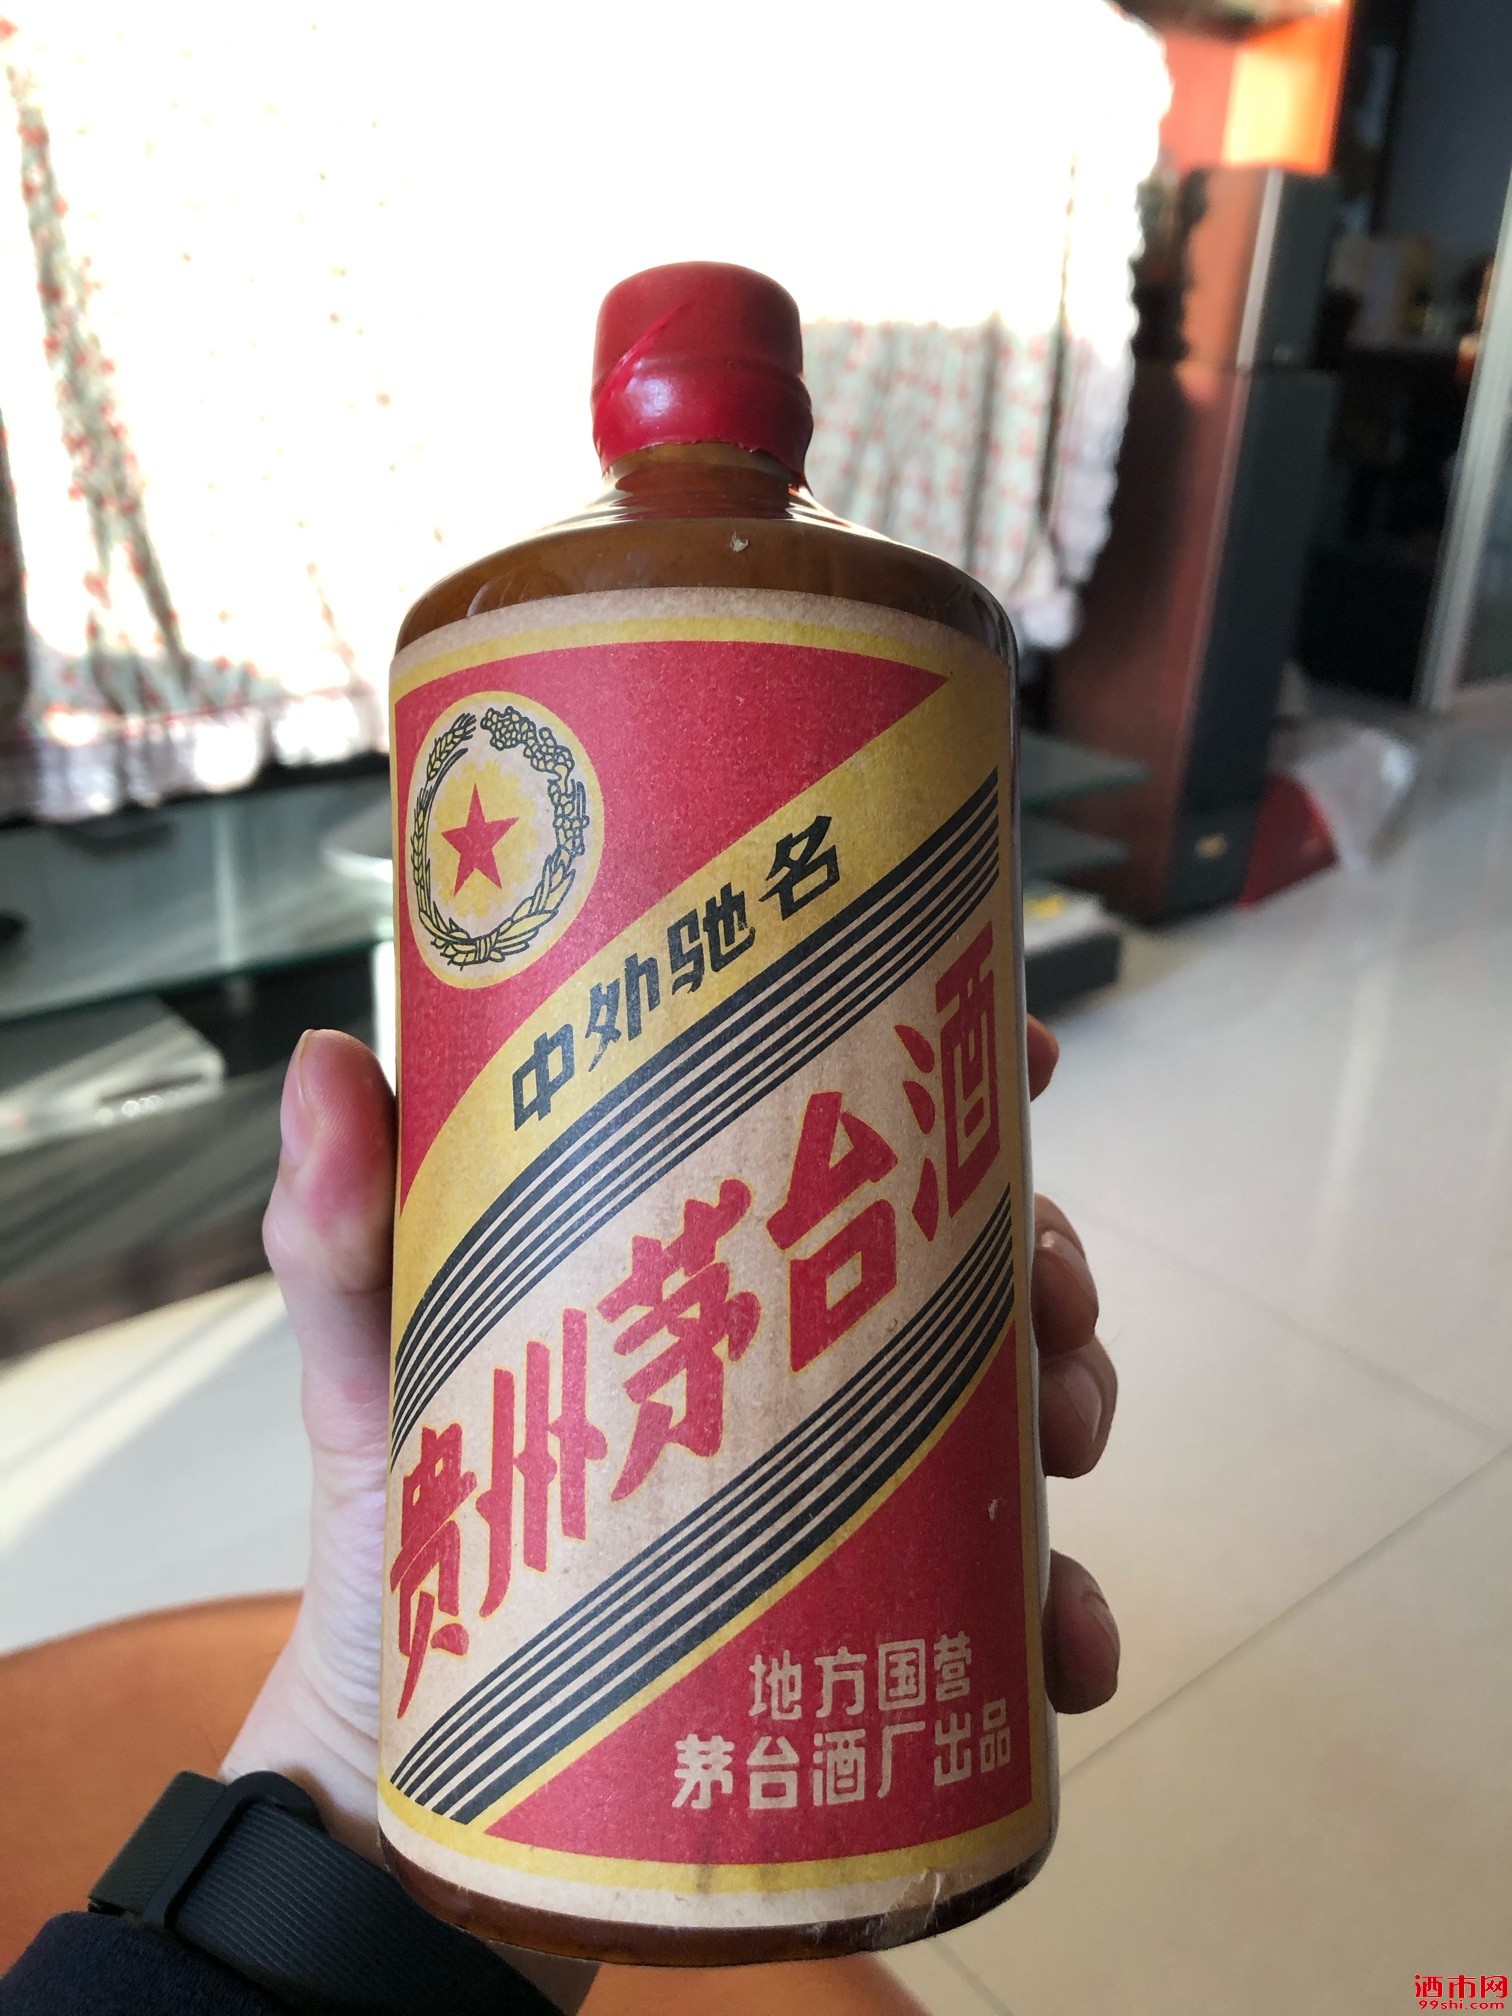 中外驰名
贵州茅台酒
地方国营
茅台酒厂出品
酒市网
99shi.com